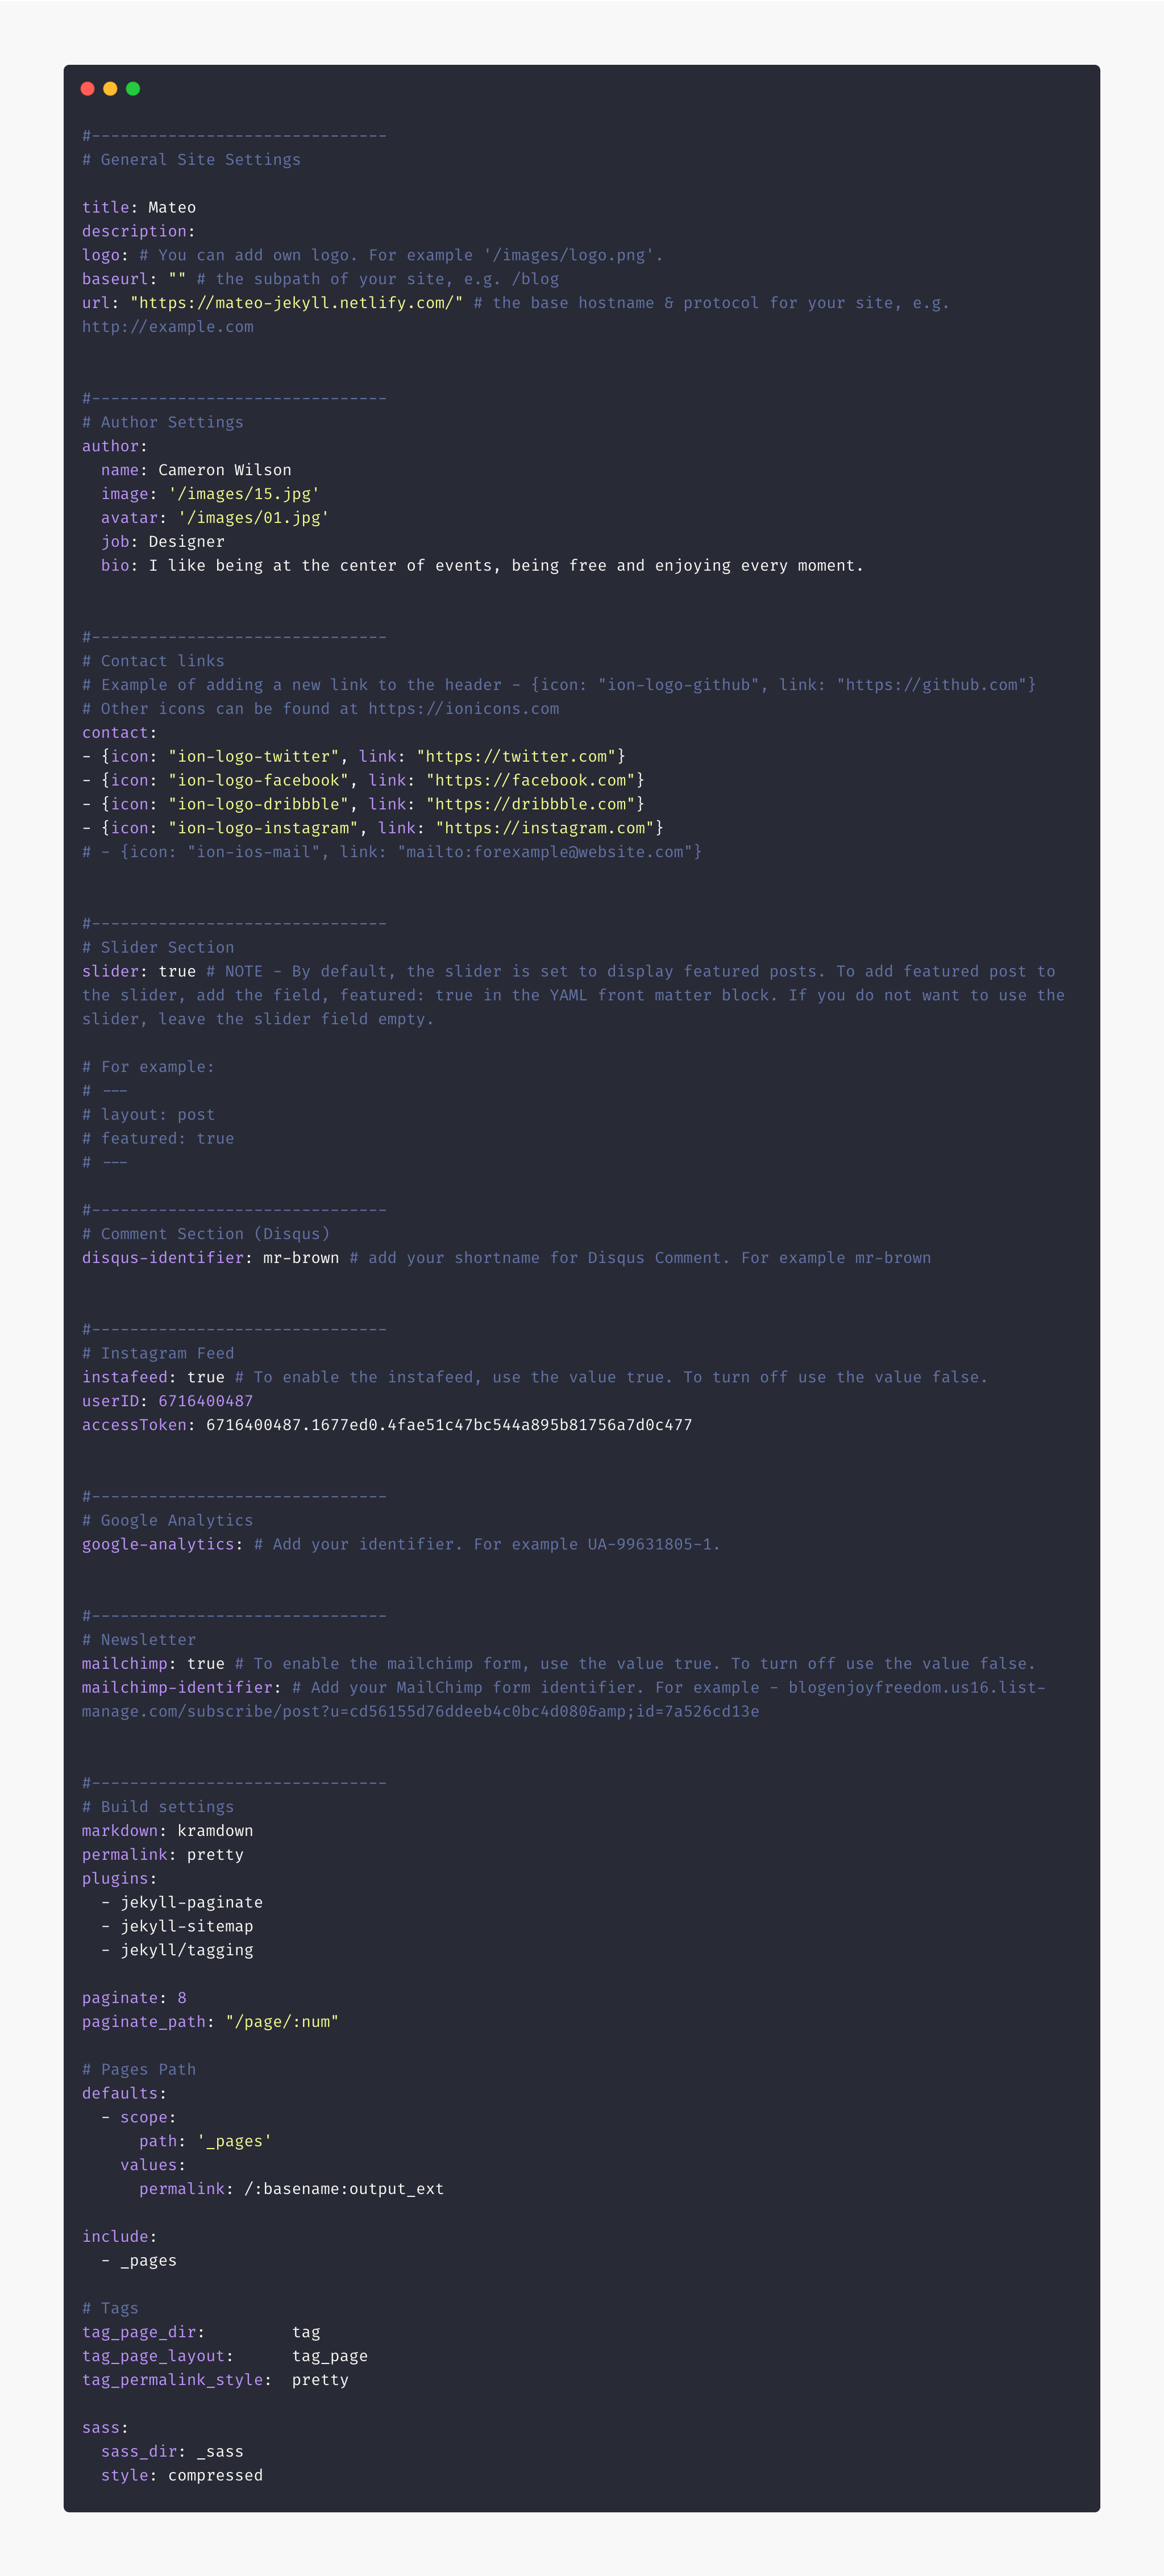 #-------------------------------
# General Site Settings

title: Mateo
description:
logo: # You can add own logo. For example '/images/logo.png'.
baseurl: "" # the subpath of your site, e.g. /blog
url: "https://mateo-jekyll.netlify.com/" # the base hostname & protocol for your site, e.g.
http://example.com


#-------------------------------
# Author Settings
author:
  name: Cameron Wilson
  image: '/images/15.jpg'
  avatar: '/images/01.jpg'
  job: Designer
  bio: I like being at the center of events, being free and enjoying every moment.


#-------------------------------
# Contact links
# Example of adding a new link to the header - {icon: "ion-logo-github", link: "https://github.com"}
# Other icons can be found at https://ionicons.com
contact:
- {icon: "ion-logo-twitter", link: "https://twitter.com"}
- {icon: "ion-logo-facebook", link: "https://facebook.com"}
- {icon: "ion-logo-dribbble", link: "https://dribbble.com"}
- {icon: "ion-logo-instagram", link: "https://instagram.com"}
# - {icon: "ion-ios-mail", link: "mailto:forexample@website.com"}


#-------------------------------
# Slider Section
slider: true # NOTE - By default, the slider is set to display featured posts. To add featured post to
the slider, add the field, featured: true in the YAML front matter block. If you do not want to use the
slider, leave the slider field empty.

# For example:
# ---
# layout: post
# featured: true
# ---

#-------------------------------
# Comment Section (Disqus)
disqus-identifier: mr-brown # add your shortname for Disqus Comment. For example mr-brown


#-------------------------------
# Instagram Feed
instafeed: true # To enable the instafeed, use the value true. To turn off use the value false.
userID: 6716400487
accessToken: 6716400487.1677ed0.4fae51c47bc544a895b81756a7d0c477


#-------------------------------
# Google Analytics
google-analytics: # Add your identifier. For example UA-99631805-1.


#-------------------------------
# Newsletter
mailchimp: true # To enable the mailchimp form, use the value true. To turn off use the value false.
mailchimp-identifier: # Add your MailChimp form identifier. For example - blogenjoyfreedom.us16.list-
manage.com/subscribe/post?u=cd56155d76ddeeb4c0bc4d080&amp;id=7a526cd13e


#-------------------------------
# Build settings
markdown: kramdown
permalink: pretty
plugins:
  - jekyll-paginate
  - jekyll-sitemap
  - jekyll/tagging

paginate: 8
paginate_path: "/page/:num"

# Pages Path
defaults:
  - scope:
      path: '_pages'
    values:
      permalink: /:basename:output_ext

include:
  - _pages

# Tags
tag_page_dir:         tag
tag_page_layout:      tag_page
tag_permalink_style:  pretty

sass:
  sass_dir: _sass
  style: compressed